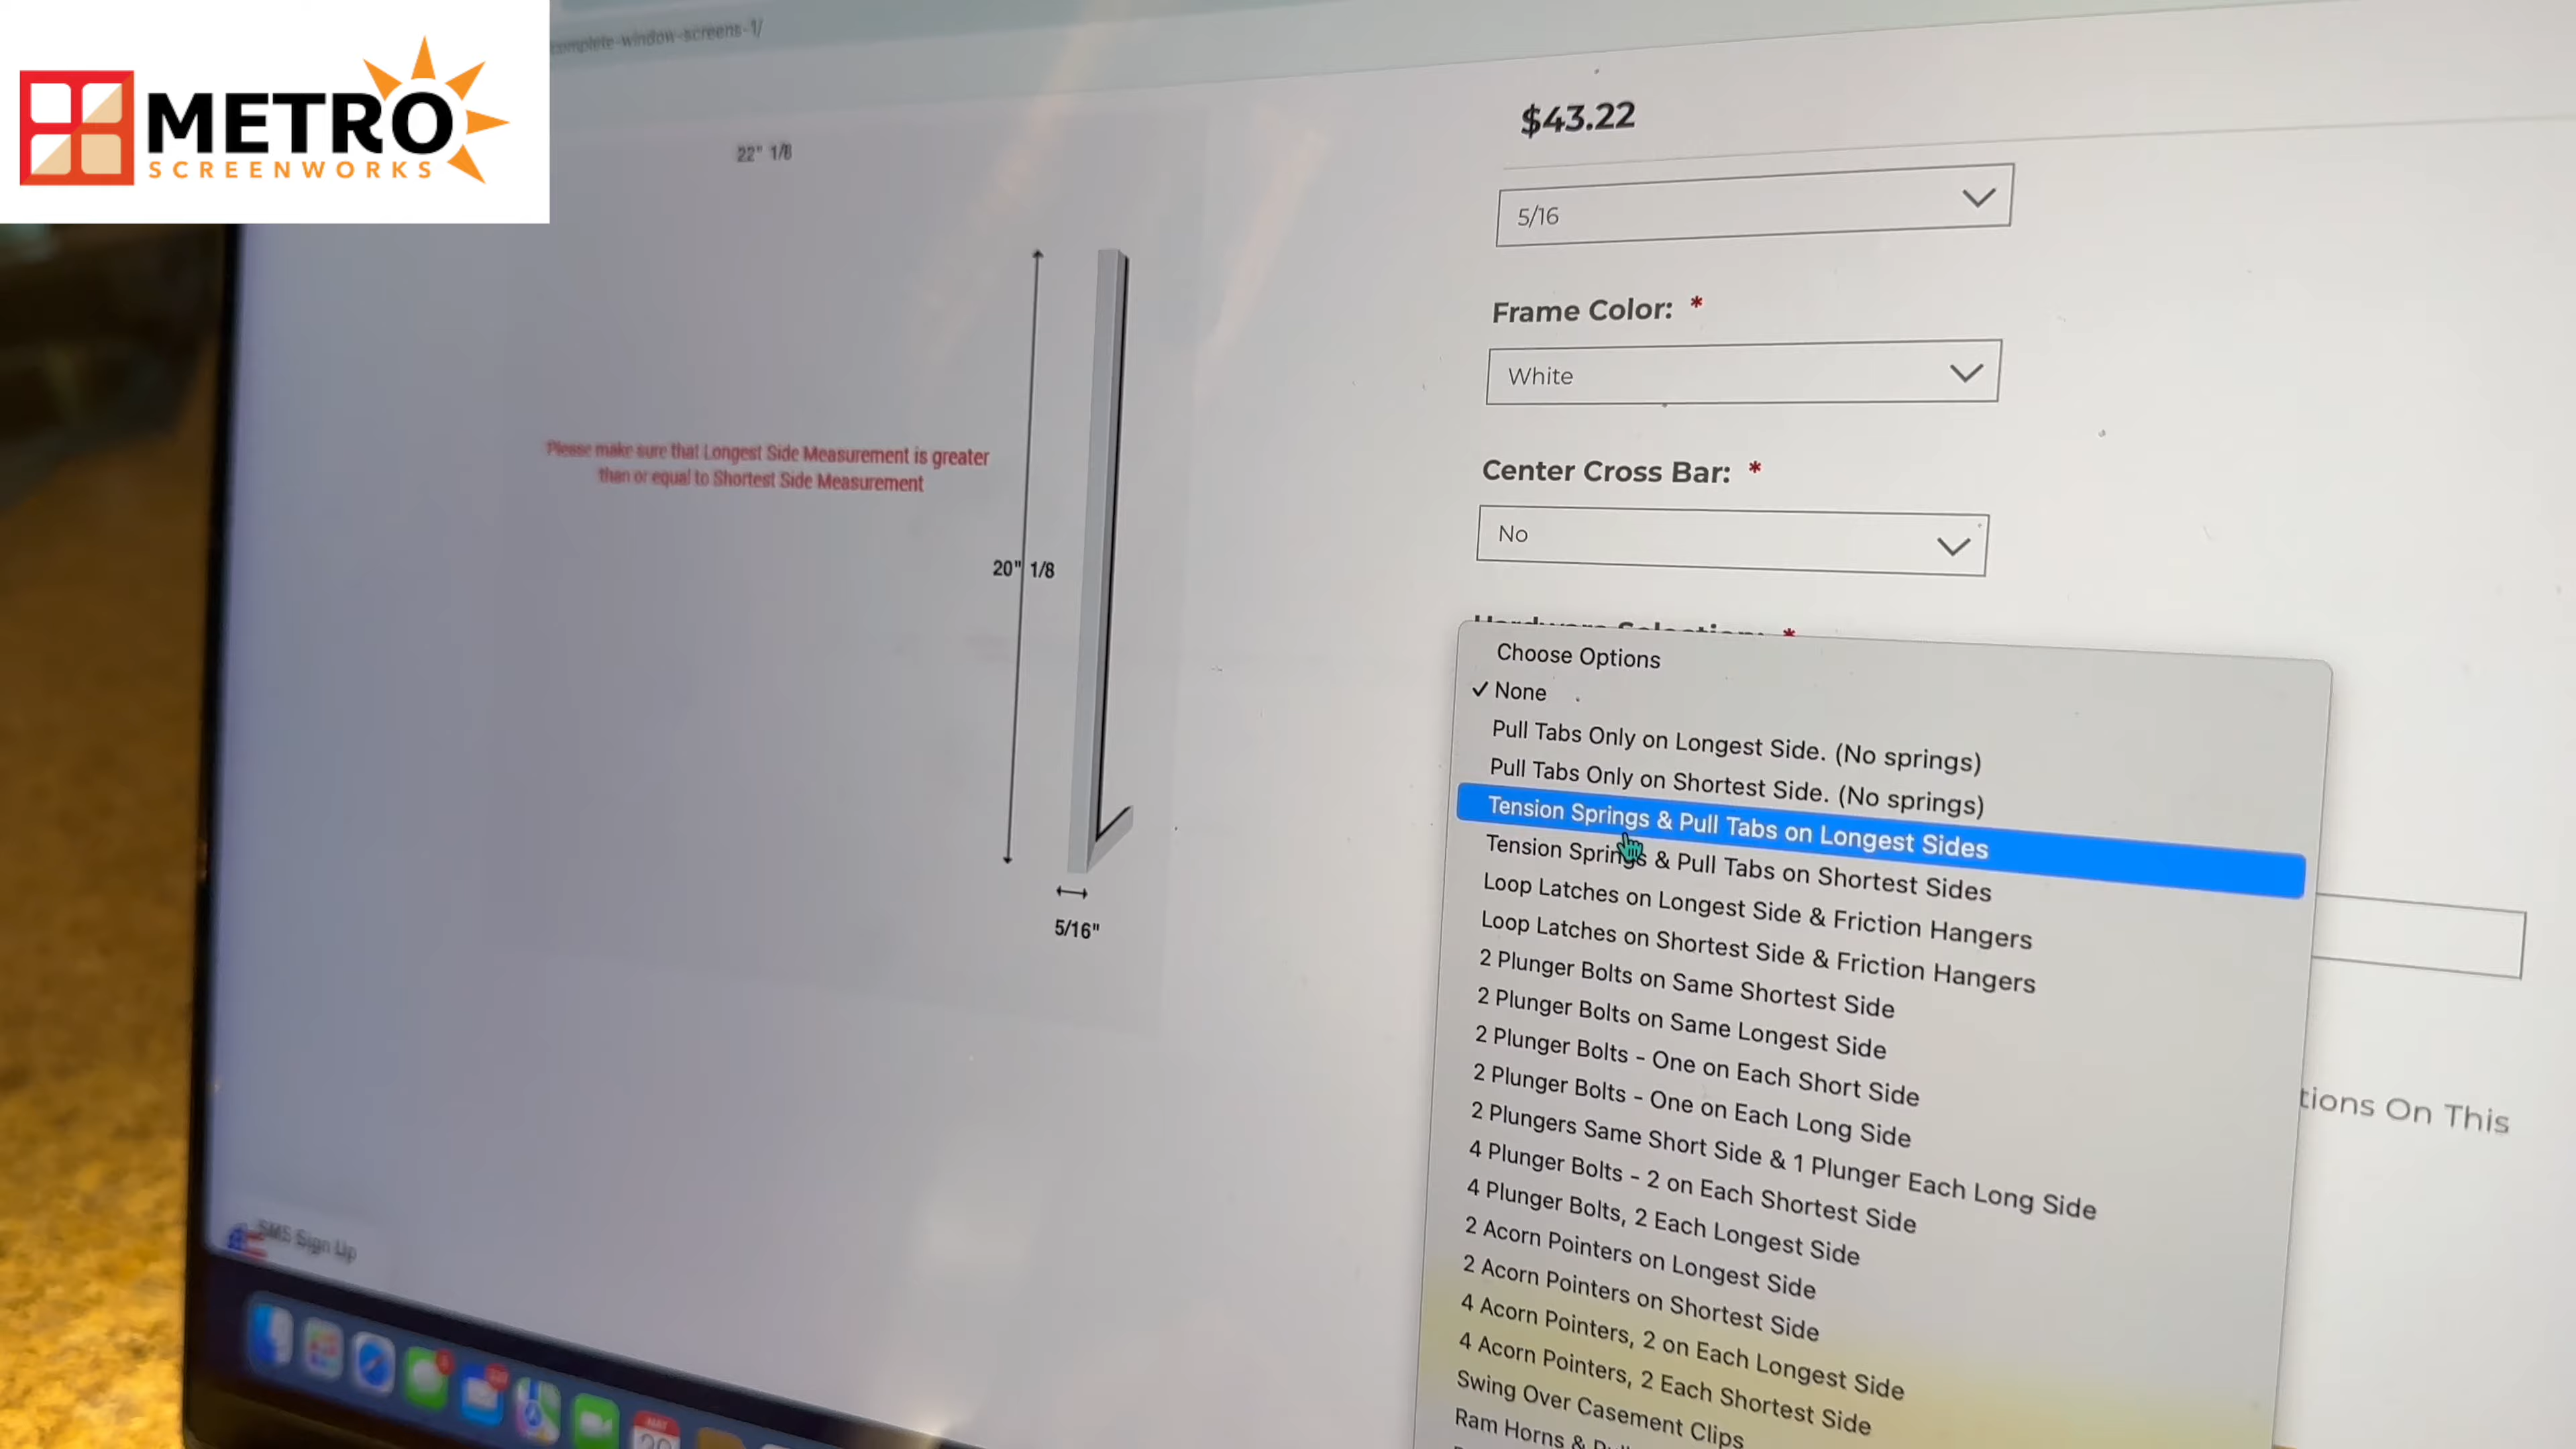 METRO
SCREENWORKS
complete-window-screens-1/
22" 1/8
Please make sure that Longest Side Measurement is greater
than or equal to Shortest Side Measurement
20" 1/8
5/16"
SMS Sign Up
$43.22
5/16
Frame Color: *
White
Center Cross Bar: *
No
Hardware Selection: *
Choose Options
✓ None
Pull Tabs Only on Longest Side. (No springs)
Pull Tabs Only on Shortest Side. (No springs)
Tension Springs & Pull Tabs on Longest Sides
Tension Springs & Pull Tabs on Shortest Sides
Loop Latches on Longest Side & Friction Hangers
Loop Latches on Shortest Side & Friction Hangers
2 Plunger Bolts on Same Shortest Side
2 Plunger Bolts on Same Longest Side
2 Plunger Bolts - One on Each Short Side
2 Plunger Bolts - One on Each Long Side
2 Plungers Same Short Side & 1 Plunger Each Long Side
4 Plunger Bolts - 2 on Each Shortest Side
4 Plunger Bolts, 2 Each Longest Side
2 Acorn Pointers on Longest Side
2 Acorn Pointers on Shortest Side
4 Acorn Pointers, 2 on Each Longest Side
4 Acorn Pointers, 2 Each Shortest Side
Swing Over Casement Clips
Ram Horns &
tions On This
MAY